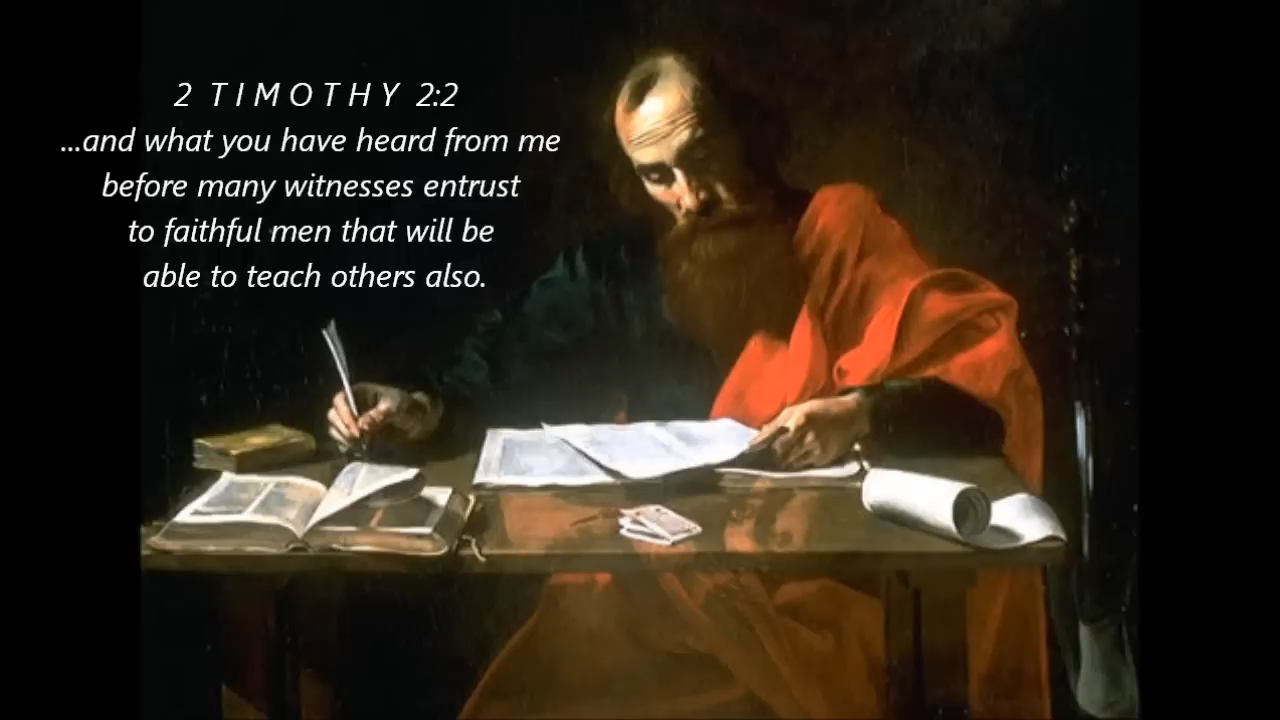 2 TIMOTHY 2:2
...and what you have heard from me
before many witnesses entrust
to faithful men that will be
able to teach others also.